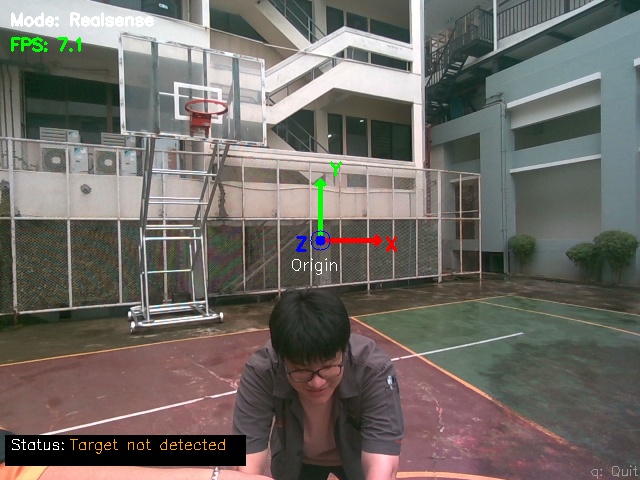 Mode: Realsense
FPS: 7.1
Y
Z X
Origin
Status: Target not detected
q: Quit